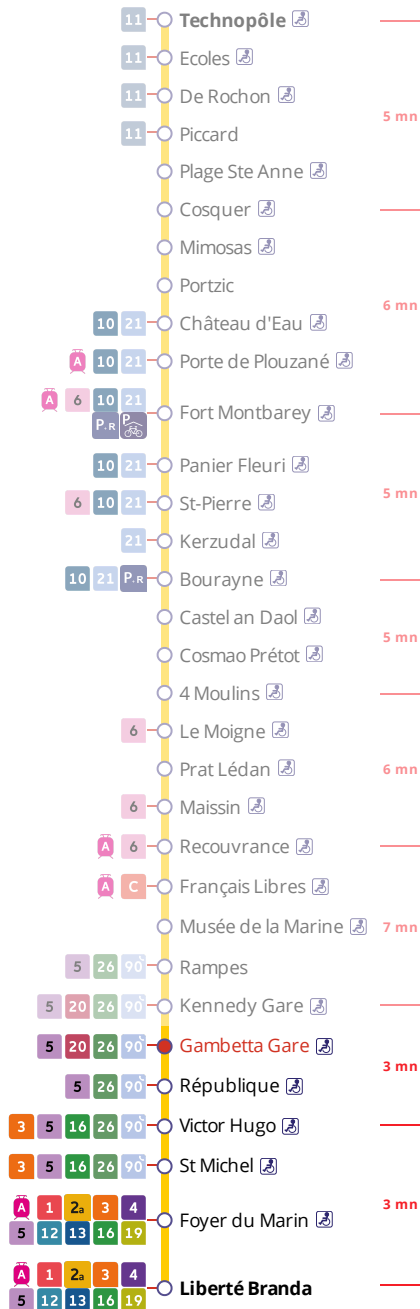 11 Technopôle
11 Ecoles
11 De Rochon
5 mn
11 Piccard
Plage Ste Anne
Cosquer
Mimosas
Portzic
6 mn
10 21 Château d'Eau
A 10 21 Porte de Plouzané
A 6 10 21
P+R P
Fort Montbarey
10 21 Panier Fleuri
5 mn
6 10 21 St-Pierre
21 Kerzudal
10 21 P+R Bourayne
Castel an Daol
5 mn
Cosmao Prétot
4 Moulins
6 Le Moigne
Prat Lédan
6 mn
6 Maissin
A 6 Recouvrance
A C Français Libres
Musée de la Marine
7 mn
5 26 90 Rampes
5 20 26 90 Kennedy Gare
5 20 26 90 Gambetta Gare
3 mn
5 26 90 République
3 5 16 26 90 Victor Hugo
3 5 16 26 90 St Michel
3 mn
A 1 2a 3 4
5 12 13 16 19
Foyer du Marin
A 1 2a 3 4
5 12 13 16 19
Liberté Branda